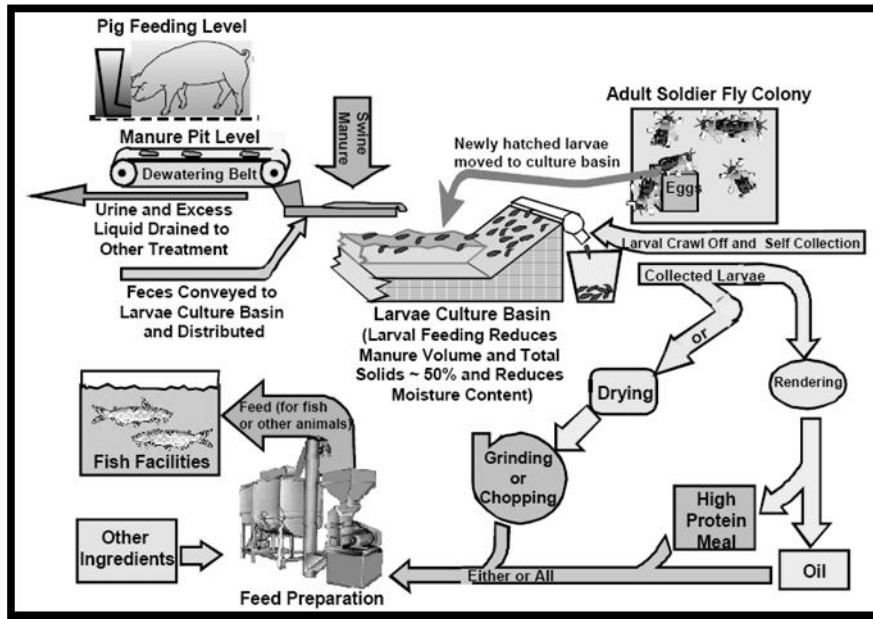 Pig Feeding Level
Manure Pit Level
Dewatering Belt
Urine and Excess
Liquid Drained to
Other Treatment
Feces Conveyed to
Larvae Culture Basin
and Distributed
Swine
Manure
Newly hatched larvae
moved to culture basin
Adult Soldier Fly Colony
Eggs
Larval Crawl Off and Self Collection
Larvae Culture Basin
(Larval Feeding Reduces
Manure Volume and Total
Solids ~ 50% and Reduces
Moisture Content)
Collected Larvae
or
Drying
Rendering
Grinding
or
Chopping
High
Protein
Meal
Oil
Either or All
Feed (for fish
or other animals)
Fish Facilities
Other
Ingredients
Feed Preparation